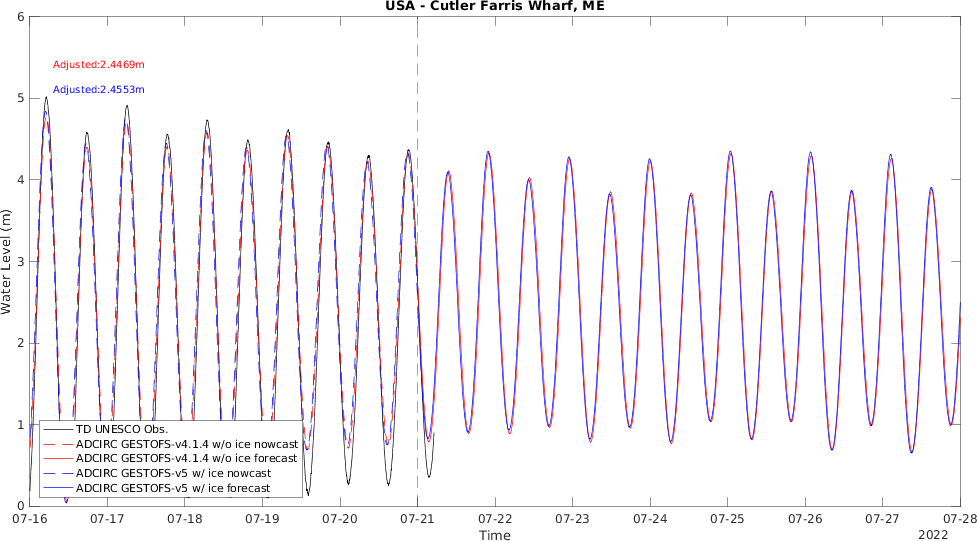 USA - Cutler Farris Wharf, ME
6
5
4
3
2
1
0
Water Level (m)
Adjusted:2.4469m
Adjusted:2.4553m
TD UNESCO Obs.
ADCIRC GESTOFS-v4.1.4 w/o ice nowcast
ADCIRC GESTOFS-v4.1.4 w/o ice forecast
ADCIRC GESTOFS-v5 w/ ice nowcast
ADCIRC GESTOFS-v5 w/ ice forecast
07-16 07-17 07-18 07-19 07-20 07-21 07-22 07-23 07-24 07-25 07-26 07-27 07-28
Time
2022